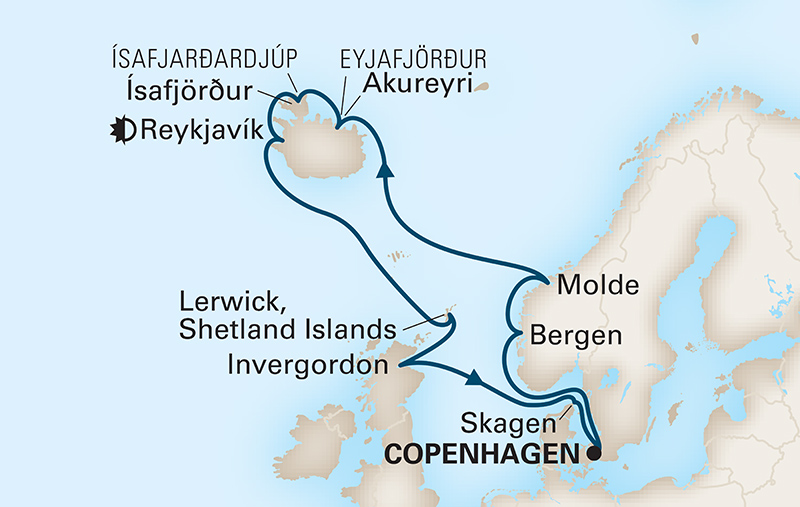 ÍSAFJARÐARDJÚP
EYJAFJÖRÐUR
Ísafjörður
Akureyri
Reykjavík
Molde
Lerwick,
Shetland Islands
Bergen
Invergordon
Skagen
COPENHAGEN